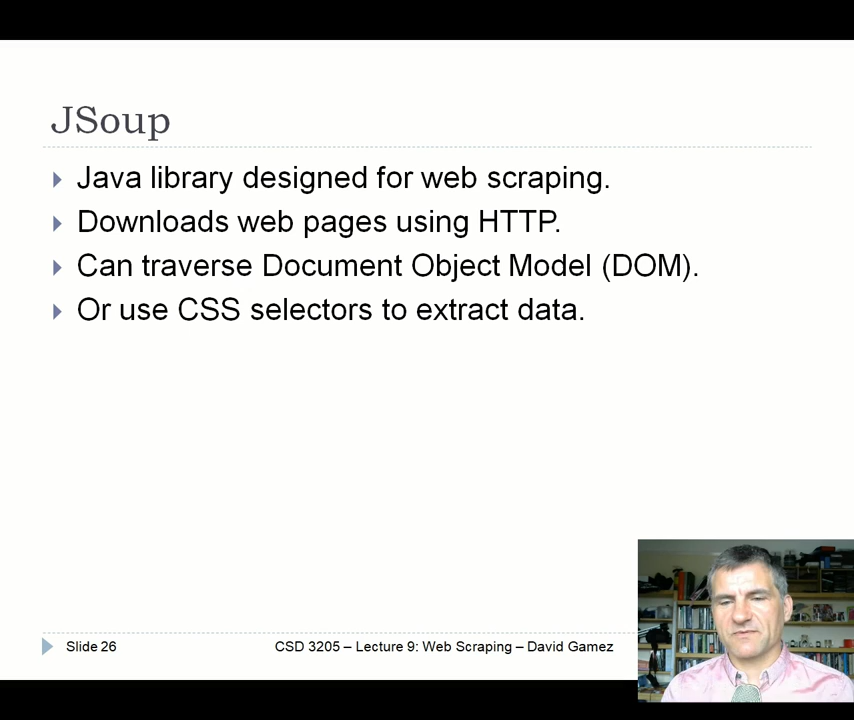 JSoup
Java library designed for web scraping.
Downloads web pages using HTTP.
Can traverse Document Object Model (DOM).
Or use CSS selectors to extract data.
Slide 26
CSD 3205 – Lecture 9: Web Scraping – David Gamez